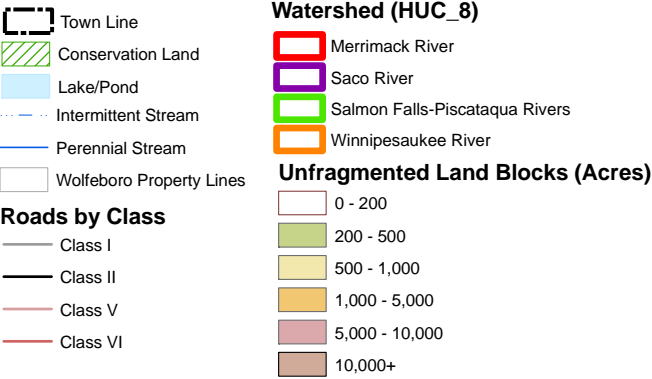 Town Line
Conservation Land
Lake/Pond
Intermittent Stream
Perennial Stream
Wolfeboro Property Lines
Roads by Class
Class I
Class II
Class V
Class VI
Watershed (HUC_8)
Merrimack River
Saco River
Salmon Falls-Piscataqua Rivers
Winnipesaukee River
Unfragmented Land Blocks (Acres)
0 - 200
200 - 500
500 - 1,000
1,000 - 5,000
5,000 - 10,000
10,000+